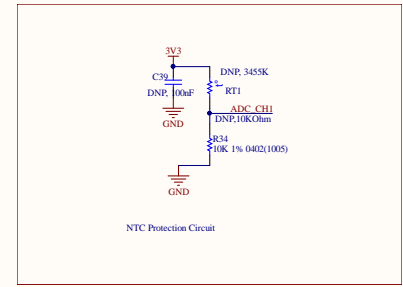 3V3
C39
DNP, 3455K
DNP, 100nF
RT1
ADC_CH1
DNP,10KOhm
GND
R34
10K 1% 0402(1005)
GND
NTC Protection Circuit